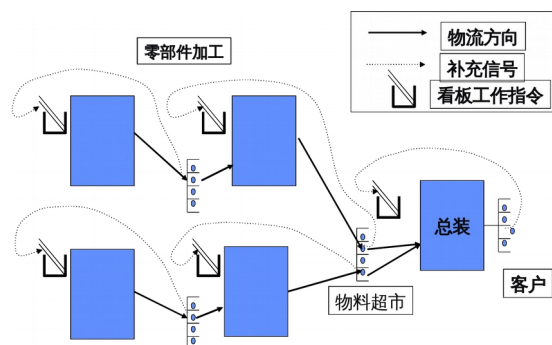 零部件加工
物流方向
补充信号
看板工作指令
总装
物料超市
客户